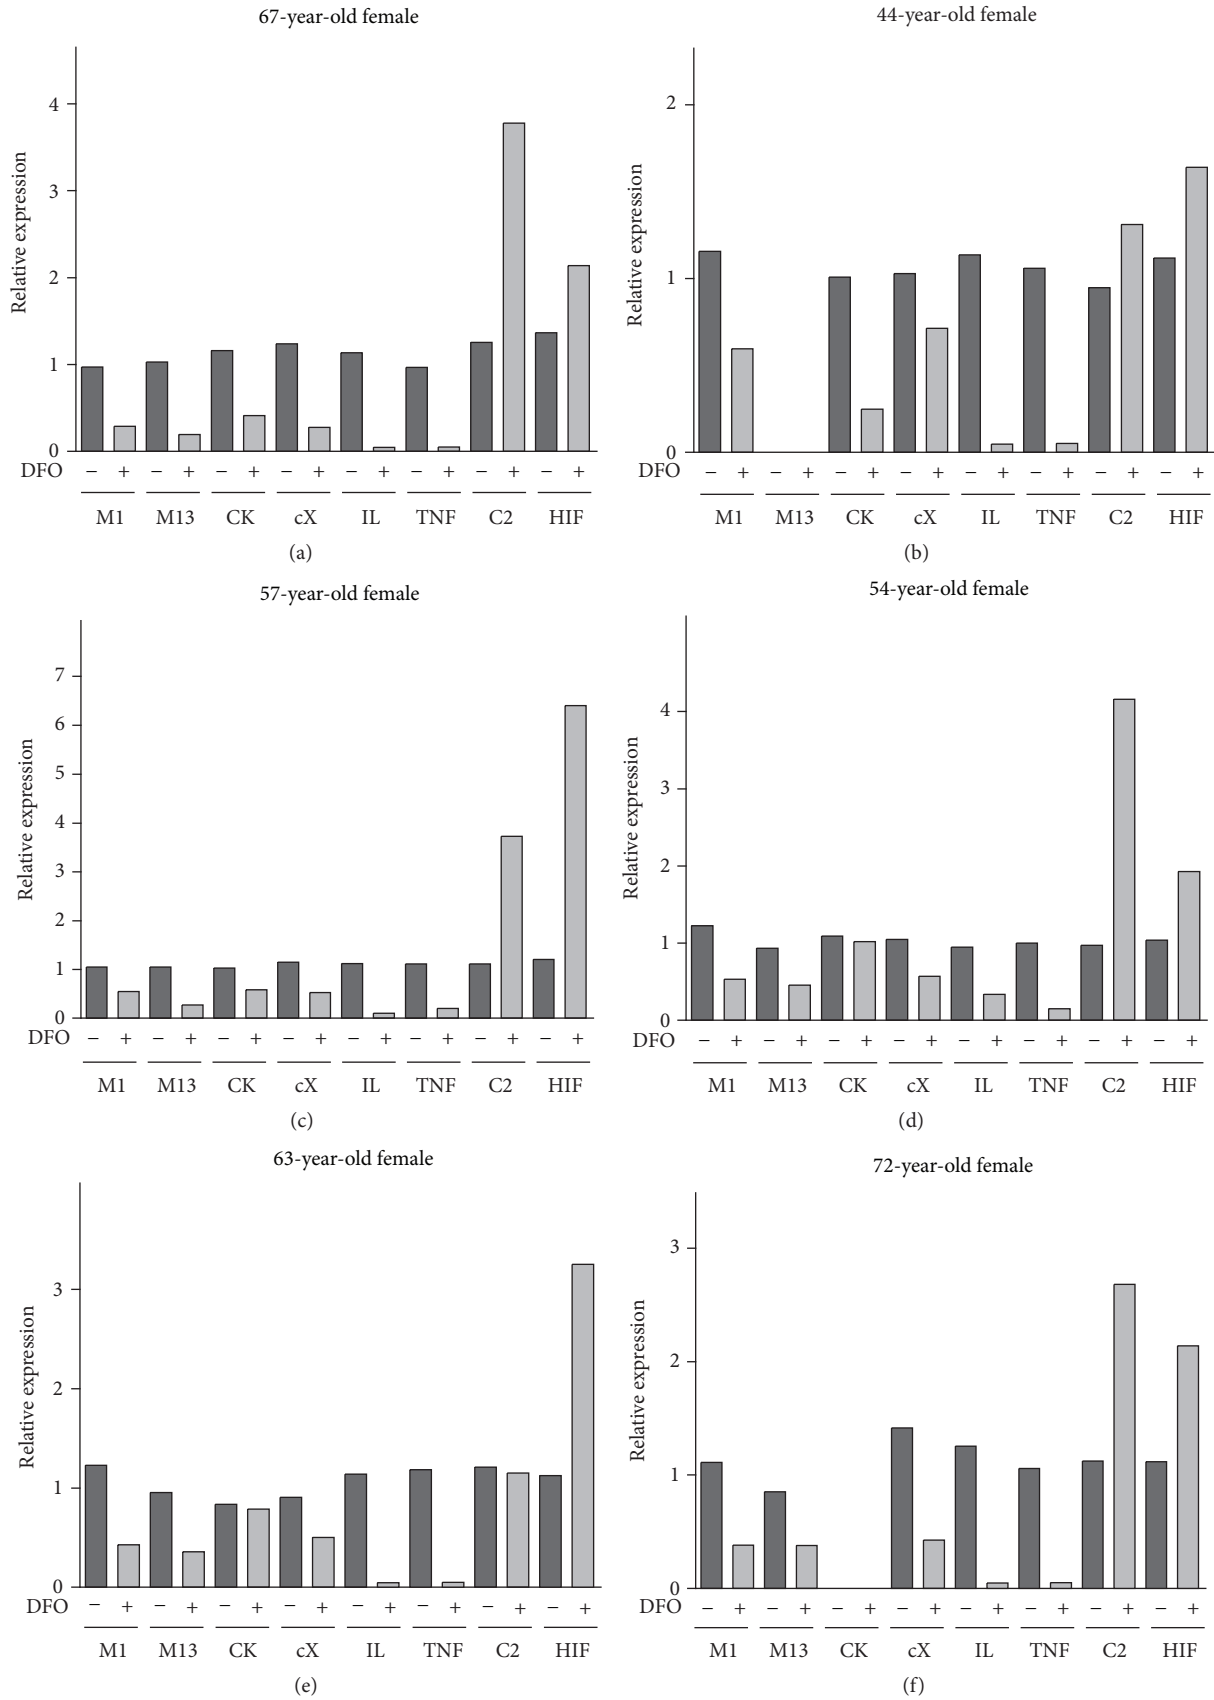 67-year-old female
Relative expression
4
3
2
1
0
DFO − + − + − + − + − + − + − + − +
M1 M13 CK cX IL TNF C2 HIF
(a)
44-year-old female
Relative expression
2
1
0
DFO − + − + − + − + − + − + − + − +
M1 M13 CK cX IL TNF C2 HIF
(b)
57-year-old female
Relative expression
7
6
5
4
3
2
1
0
DFO − + − + − + − + − + − + − + − +
M1 M13 CK cX IL TNF C2 HIF
(c)
54-year-old female
Relative expression
4
3
2
1
0
DFO − + − + − + − + − + − + − + − +
M1 M13 CK cX IL TNF C2 HIF
(d)
63-year-old female
Relative expression
3
2
1
0
DFO − + − + − + − + − + − + − + − +
M1 M13 CK cX IL TNF C2 HIF
(e)
72-year-old female
Relative expression
3
2
1
0
DFO − + − + − + − + − + − + − + − +
M1 M13 CK cX IL TNF C2 HIF
(f)